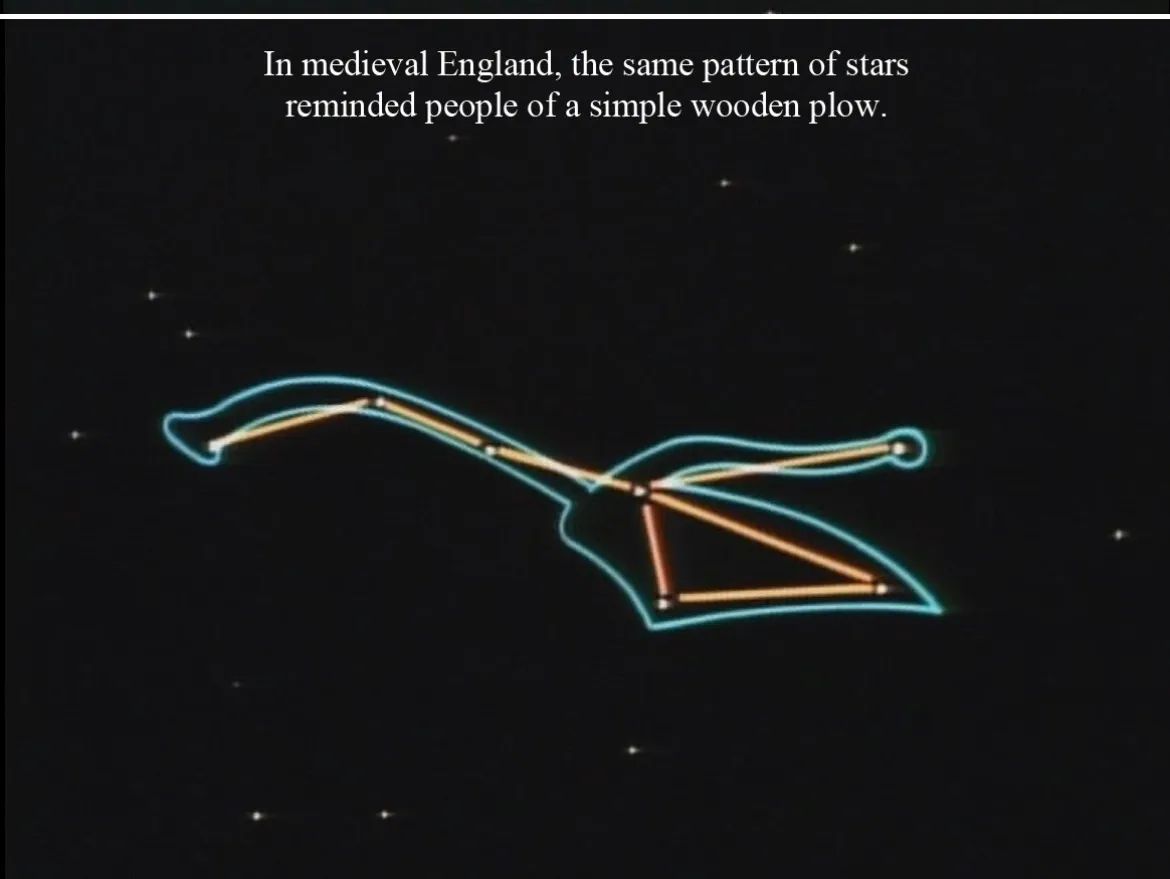 In medieval England, the same pattern of stars
reminded people of a simple wooden plow.